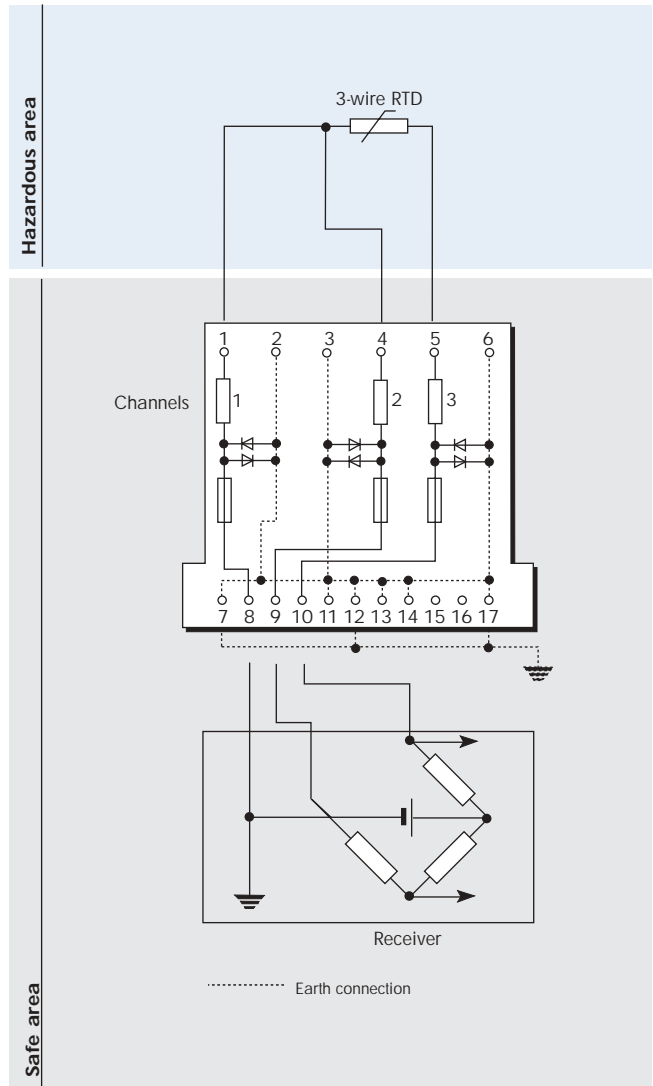 Hazardous area
3-wire RTD
1 2 3 4 5 6
Channels
1 2 3
7 8 9 10 11 12 13 14 15 16 17
Receiver
Earth connection
Safe area